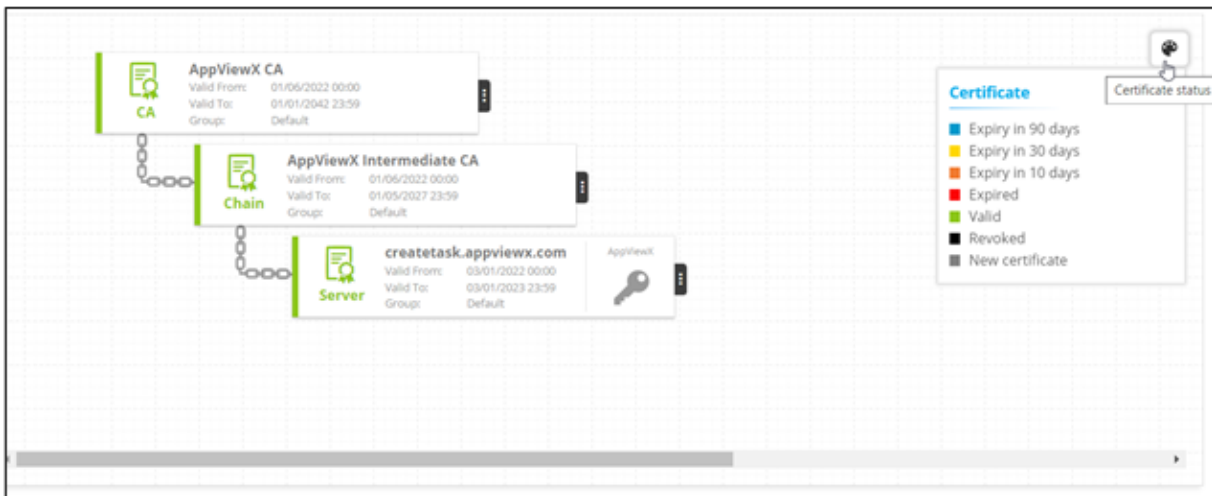 AppViewX CA
Valid From: 01/06/2022 00:00
Valid To: 01/01/2042 23:59
Group: Default
CA
AppViewX Intermediate CA
Valid From: 01/06/2022 00:00
Valid To: 01/05/2027 23:59
Group: Default
Chain
createtask.appviewx.com
Valid From: 03/01/2022 00:00
Valid To: 03/01/2023 23:59
Group: Default
Server
AppViewX
Certificate status
Certificate
Expiry in 90 days
Expiry in 30 days
Expiry in 10 days
Expired
Valid
Revoked
New certificate